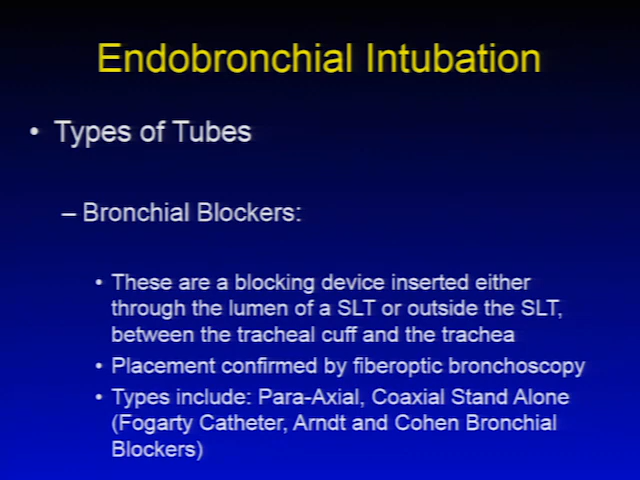 Endobronchial Intubation
• Types of Tubes
– Bronchial Blockers:
• These are a blocking device inserted either
through the lumen of a SLT or outside the SLT,
between the tracheal cuff and the trachea
• Placement confirmed by fiberoptic bronchoscopy
• Types include: Para-Axial, Coaxial Stand Alone
(Fogarty Catheter, Arndt and Cohen Bronchial
Blockers)